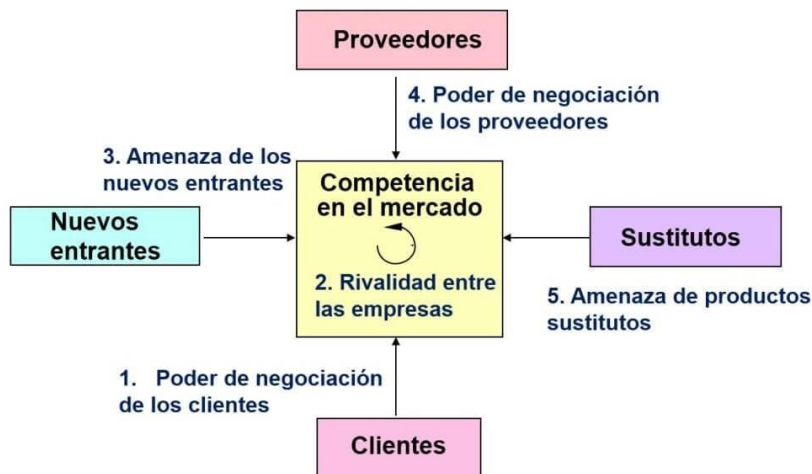 Proveedores
4. Poder de negociación
de los proveedores
3. Amenaza de los
nuevos entrantes
Competencia
en el mercado
Nuevos
entrantes
Sustitutos
2. Rivalidad entre
las empresas
5. Amenaza de productos
sustitutos
1. Poder de negociación
de los clientes
Clientes